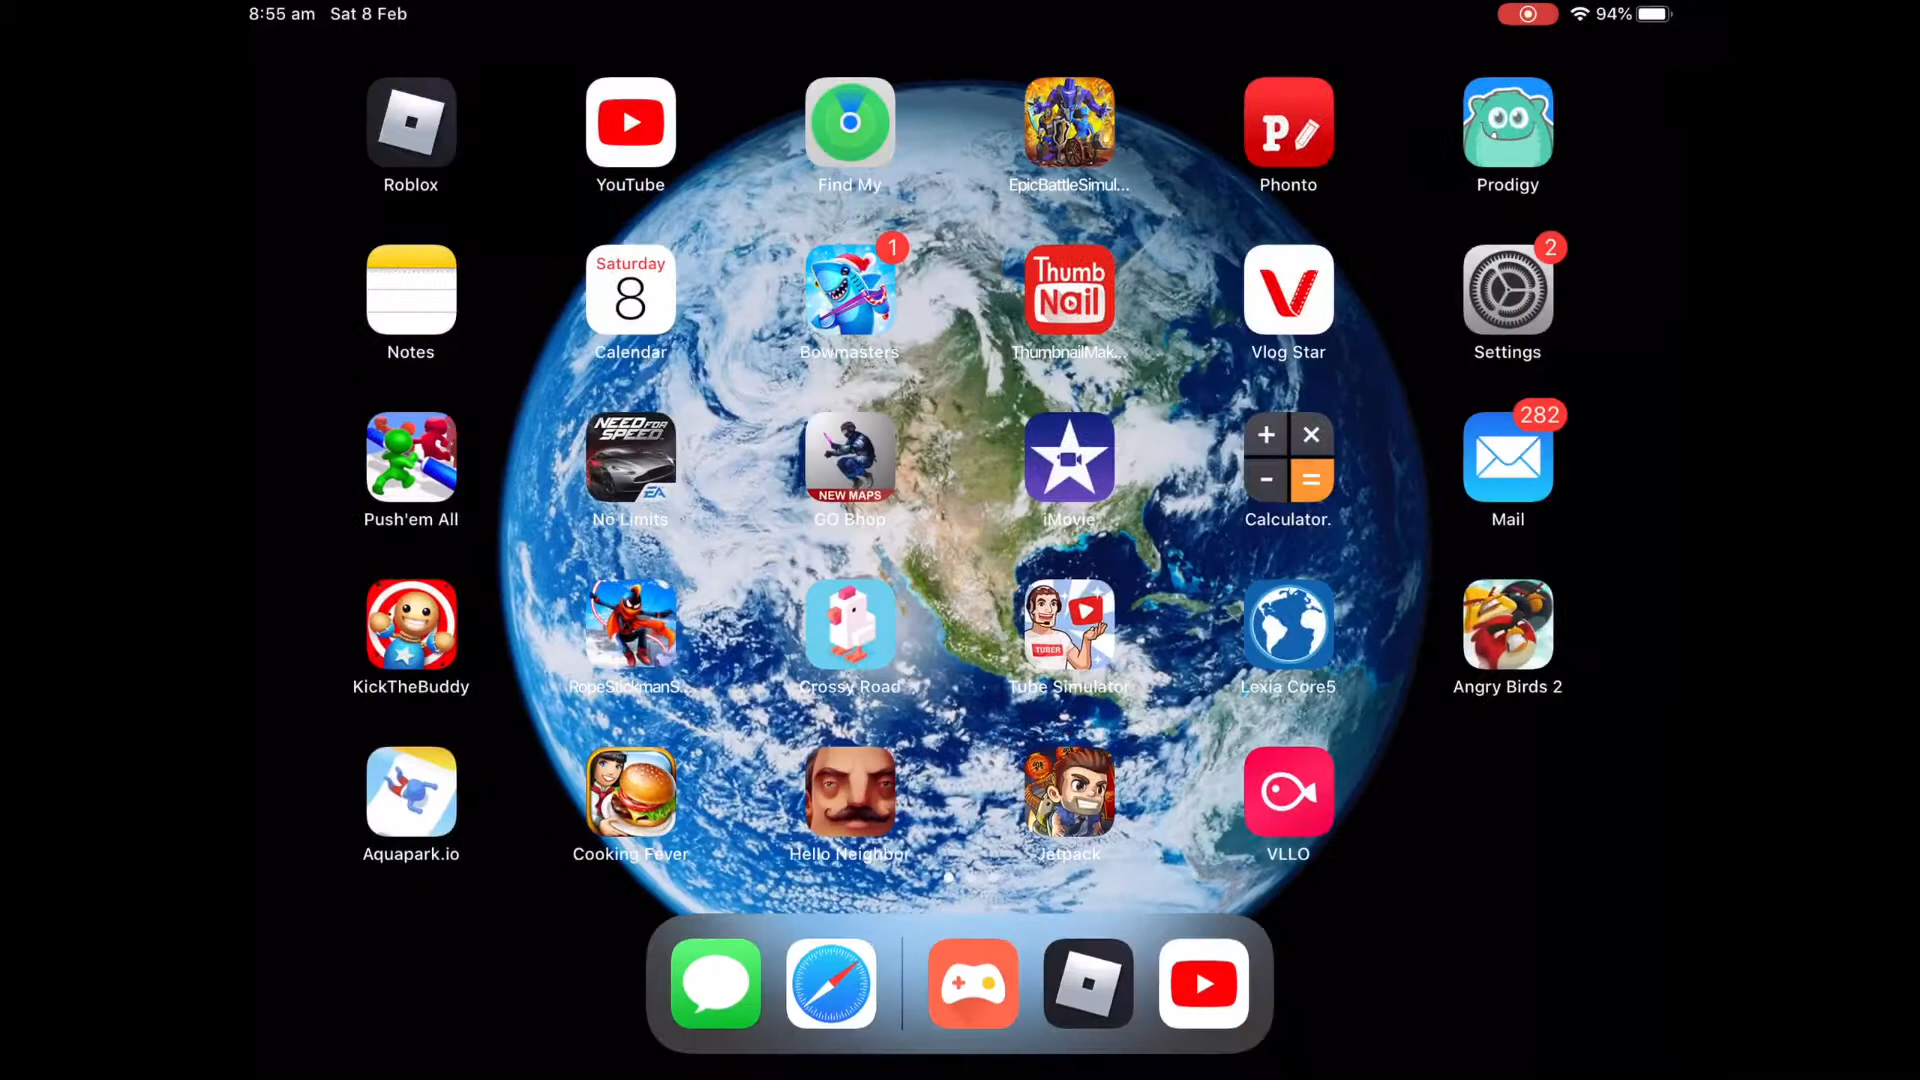 8:55 am Sat 8 Feb
94%
Roblox
YouTube
Find My
EpicBattleSimul...
P
Phonto
Prodigy
Notes
Saturday
8
Calendar
1
Bowmasters
Thumb
Nail
ThumbnailMak...
Vlog Star
2
Settings
Push'em All
NEED FOR
SPEED
EA
No Limits
NEW MAPS
GO Bhop
iMovie
+ ×
− =
Calculator.
282
Mail
KickTheBuddy
RopeStickmanS...
Crossy Road
TUBER
Tube Simulator
Lexia Core5
Angry Birds 2
Aquapark.io
Cooking Fever
Hello Neighbor
Jetpack
VLLO